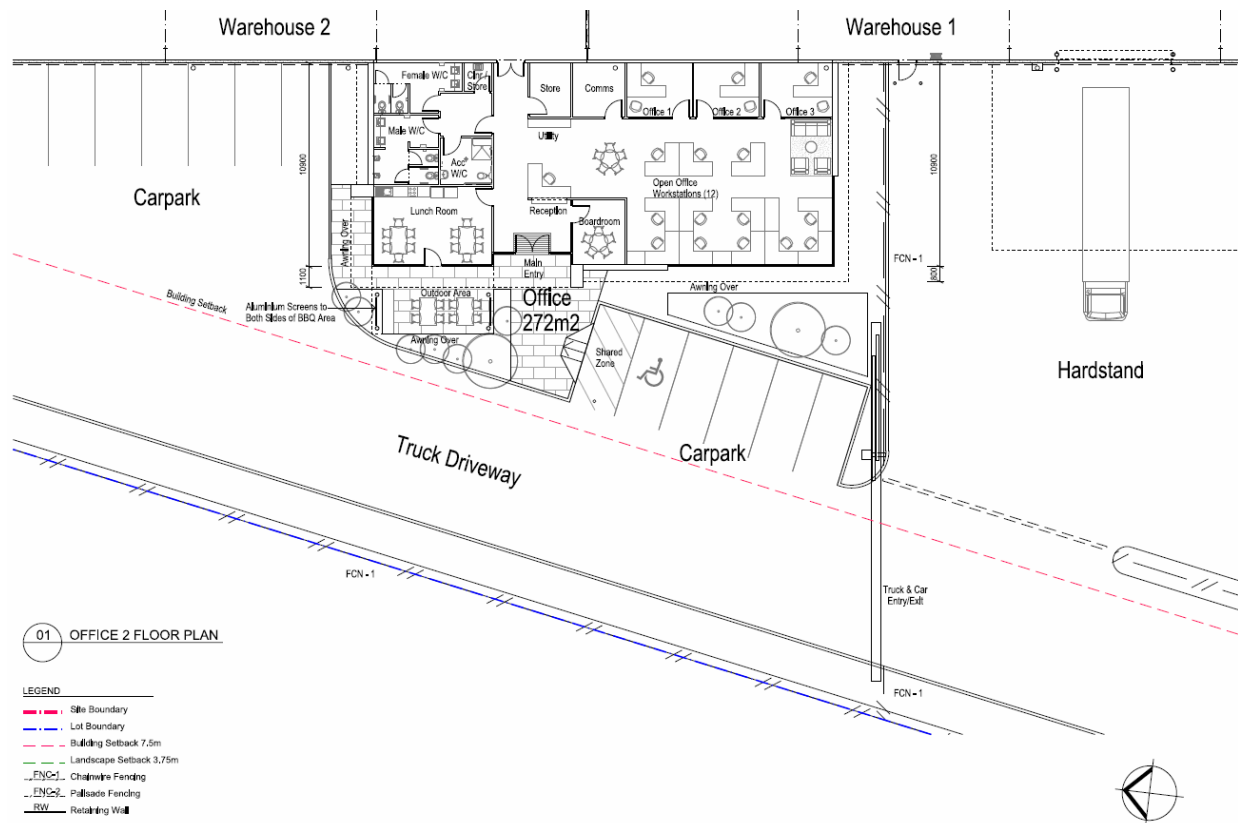 Warehouse 2
Warehouse 1
Female W/C
Clnr /
Store
Store
Comms
Office 1
Office 2
Office 3
Male W/C
Utility
Acc
W/C
Open Office
Workstations (12)
Lunch Room
Reception
Boardroom
Carpark
10900
10900
Awning Over
Main
Entry
FCN - 1
1100
800
Building Setback
Aluminium Screens to
Both Sides of BBQ Area
Outdoor Area
Office
272m2
Awning Over
Awning Over
Shared
Zone
Hardstand
Truck Driveway
Carpark
FCN - 1
Truck & Car
Entry/Exit
FCN - 1
01 OFFICE 2 FLOOR PLAN
LEGEND
Site Boundary
Lot Boundary
Building Setback 7.5m
Landscape Setback 3.75m
FNC-1 Chainwire Fencing
FNC-2 Palisade Fencing
RW Retaining Wall